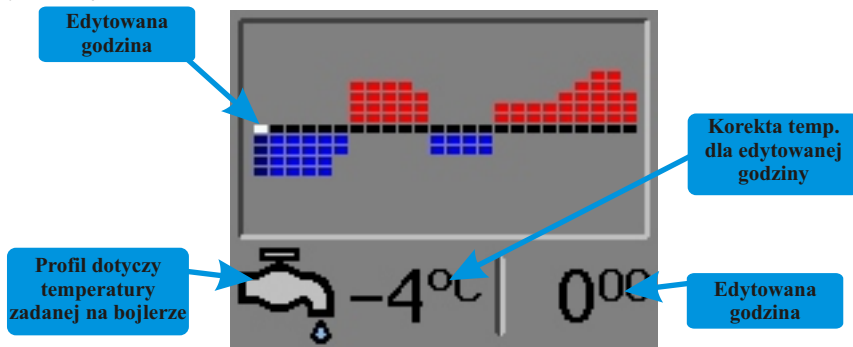 Edytowana
godzina
Korekta temp.
dla edytowanej
godziny
Profil dotyczy
temperatury
zadanej na bojlerze
-4°C
0⁰⁰
Edytowana
godzina